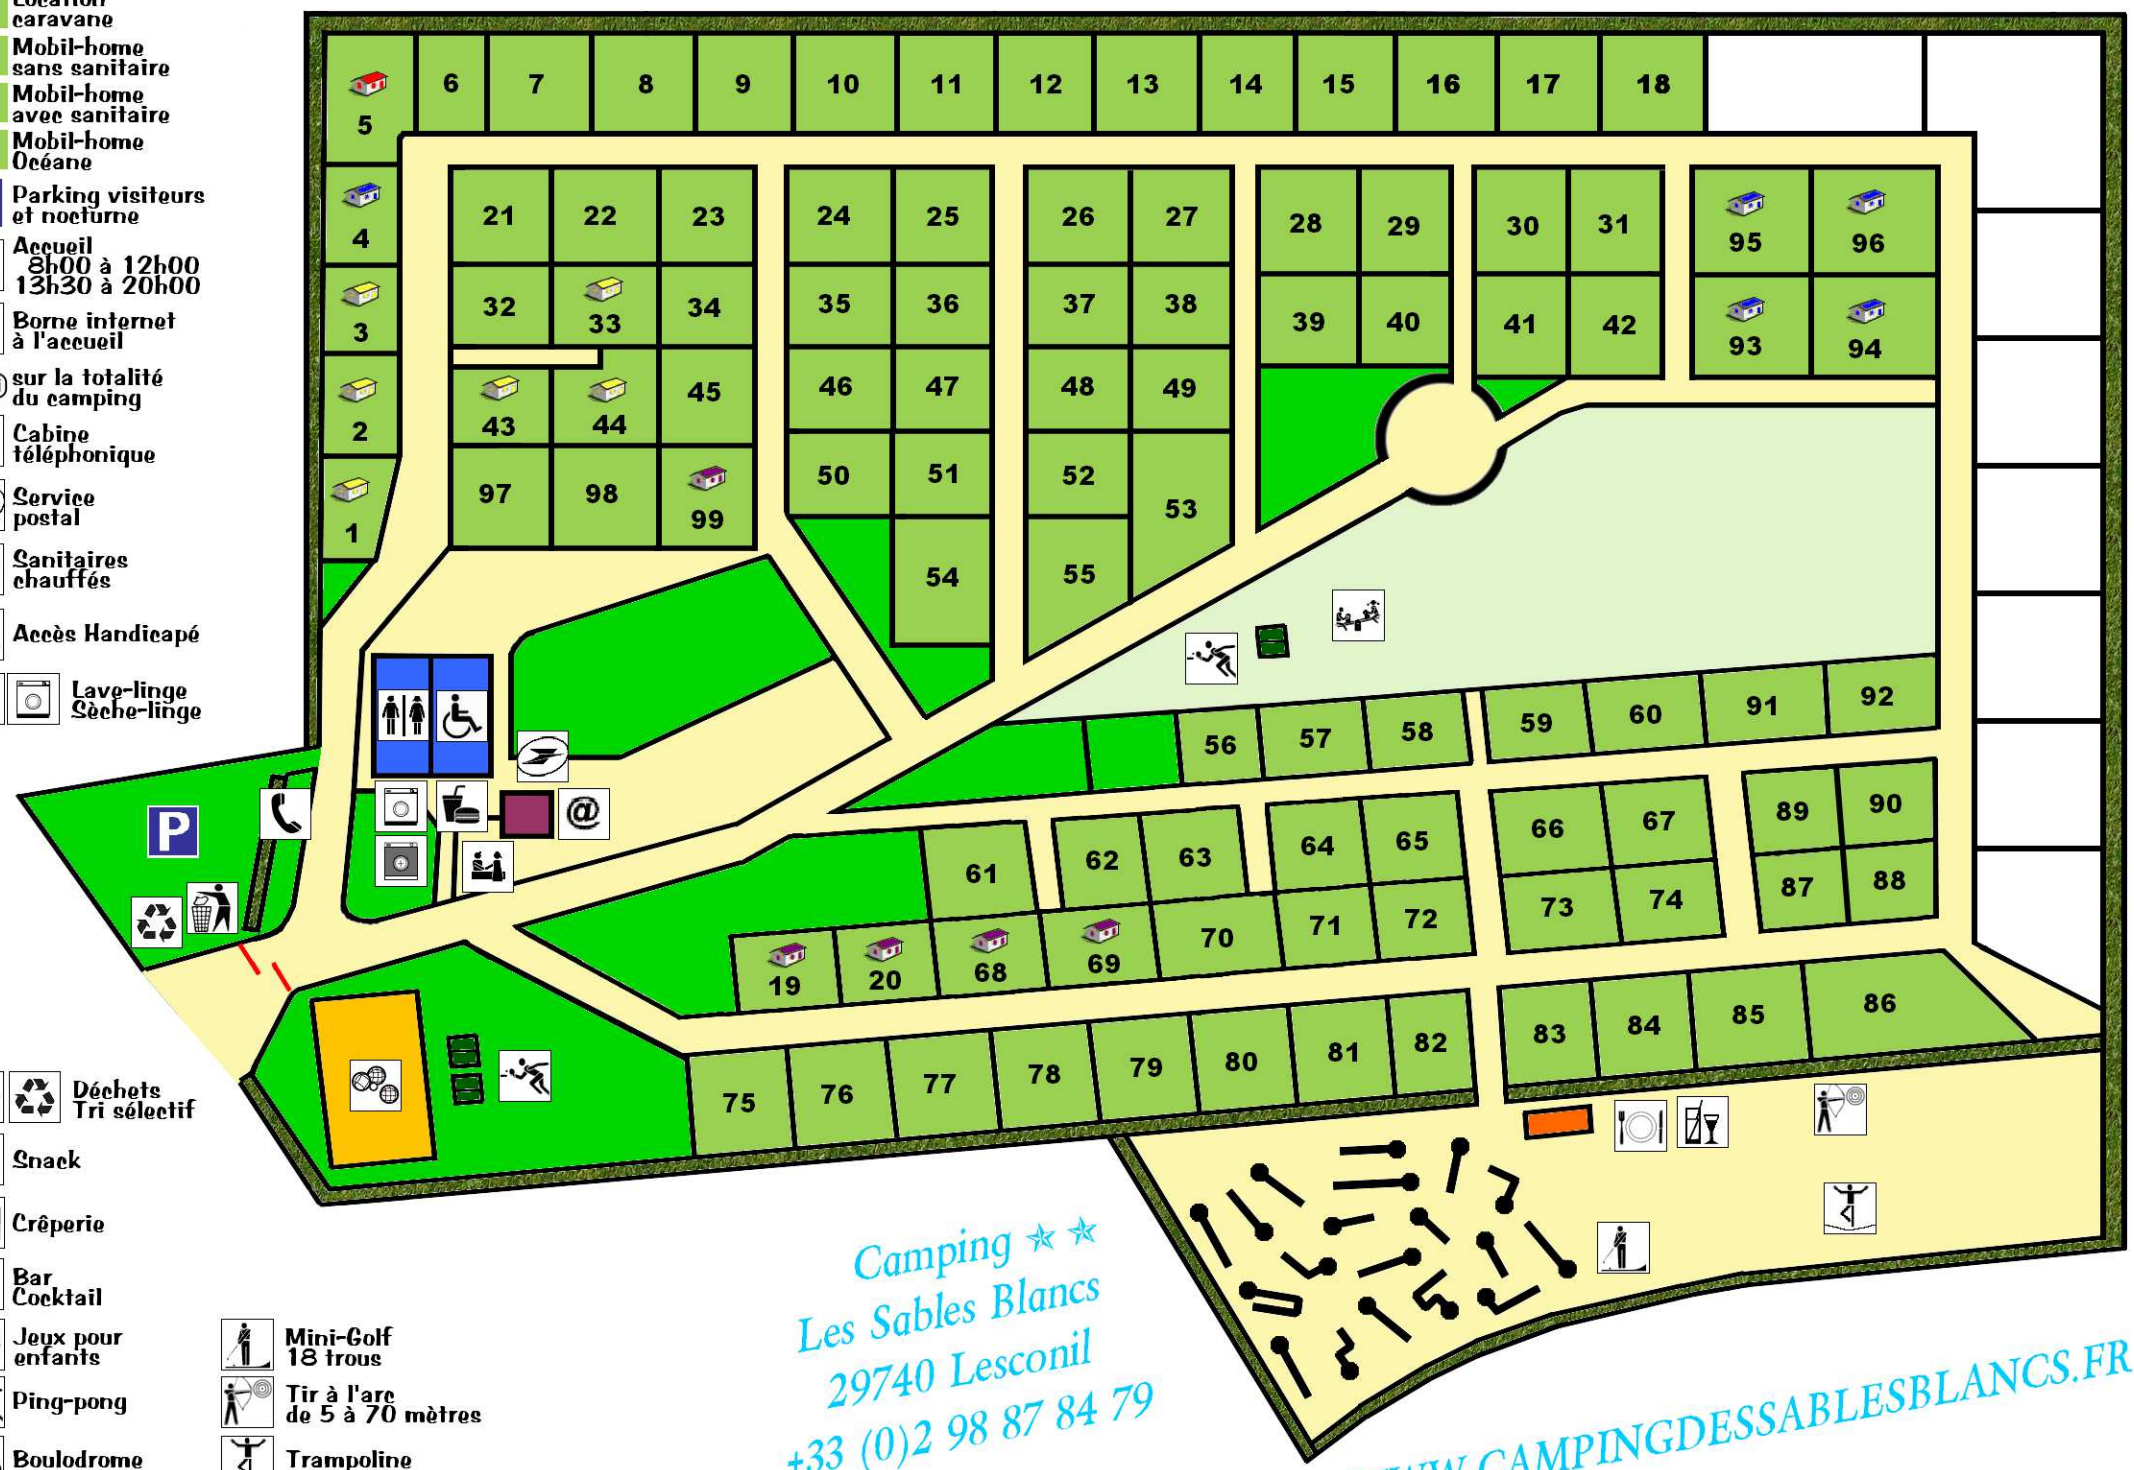 Location
caravane
Mobil-home
sans sanitaire
Mobil-home
avec sanitaire
Mobil-home
Océane
Parking visiteurs
et nocturne
Accueil
8h00 à 12h00
13h30 à 20h00
Borne internet
à l'accueil
sur la totalité
du camping
Cabine
téléphonique
Service
postal
Sanitaires
chauffés
Accès Handicapé
Lave-linge
Sèche-linge
Déchets
Tri sélectif
Snack
Crêperie
Bar
Cocktail
Jeux pour
enfants
Ping-pong
Boulodrome
Mini-Golf
18 trous
Tir à l'arc
de 5 à 70 mètres
Trampoline
5 6 7 8 9 10 11 12 13 14 15 16 17 18
4
3
2
1
21 22 23 24 25 26 27 28 29 30 31 95 96
32 33 34 35 36 37 38 39 40 41 42 93 94
43 44 45 46 47 48 49
97 98 99 50 51 52 53
54 55
56 57 58 59 60 91 92
P
@
61 62 63 64 65 66 67 89 90
19 20 68 69 70 71 72 73 74 87 88
75 76 77 78 79 80 81 82 83 84 85 86
Camping
Les Sables Blancs
29740 Lesconil
+33 (0)2 98 87 84 79
WWW.CAMPINGDESSABLESBLANCS.FR